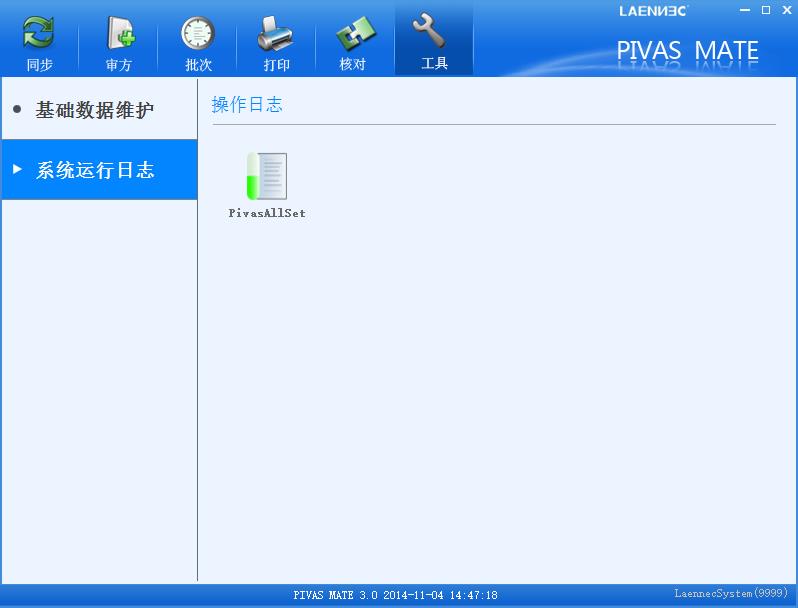 LAENNEC
PIVAS MATE
同步
审方
批次
打印
核对
工具
基础数据维护
系统运行日志
操作日志
PivasAllSet
PIVAS MATE 3.0 2014-11-04 14:47:18
LaennecSystem(9999)